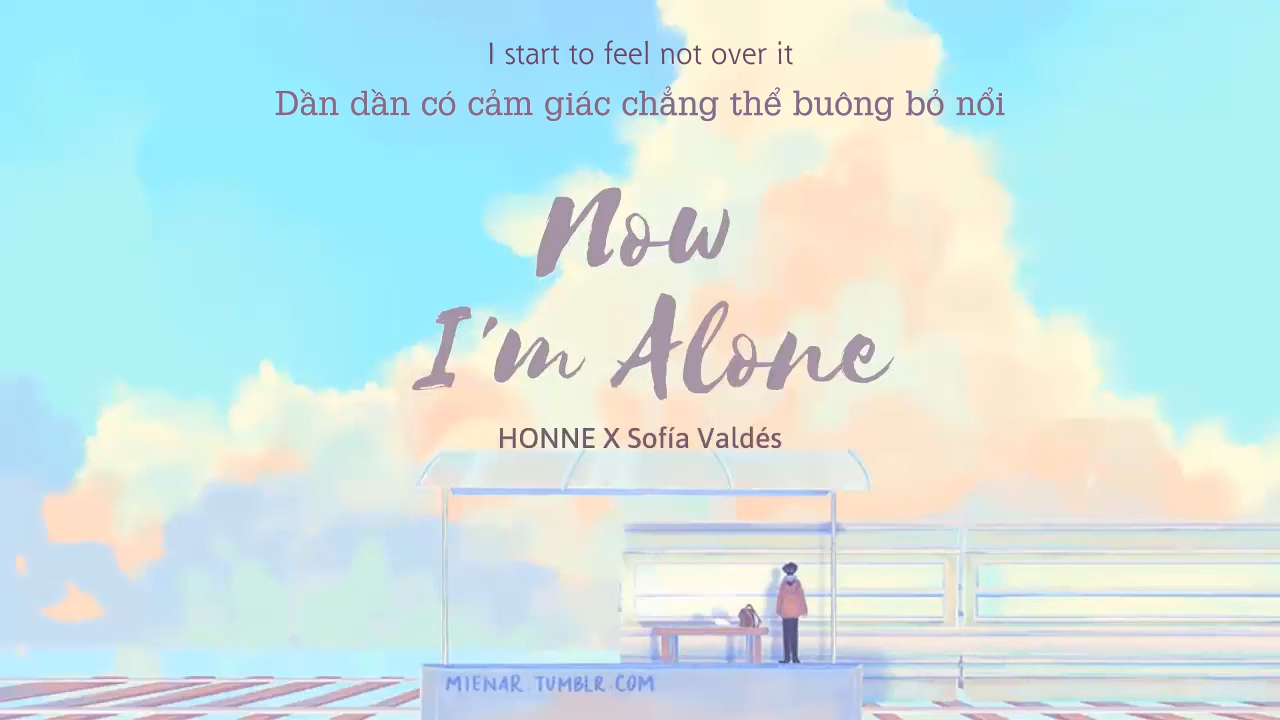 I start to feel not over it
Dần dần có cảm giác chẳng thể buông bỏ nổi
Now
I'm Alone
HONNE X Sofía Valdés
MIENAR.TUMBLR.COM